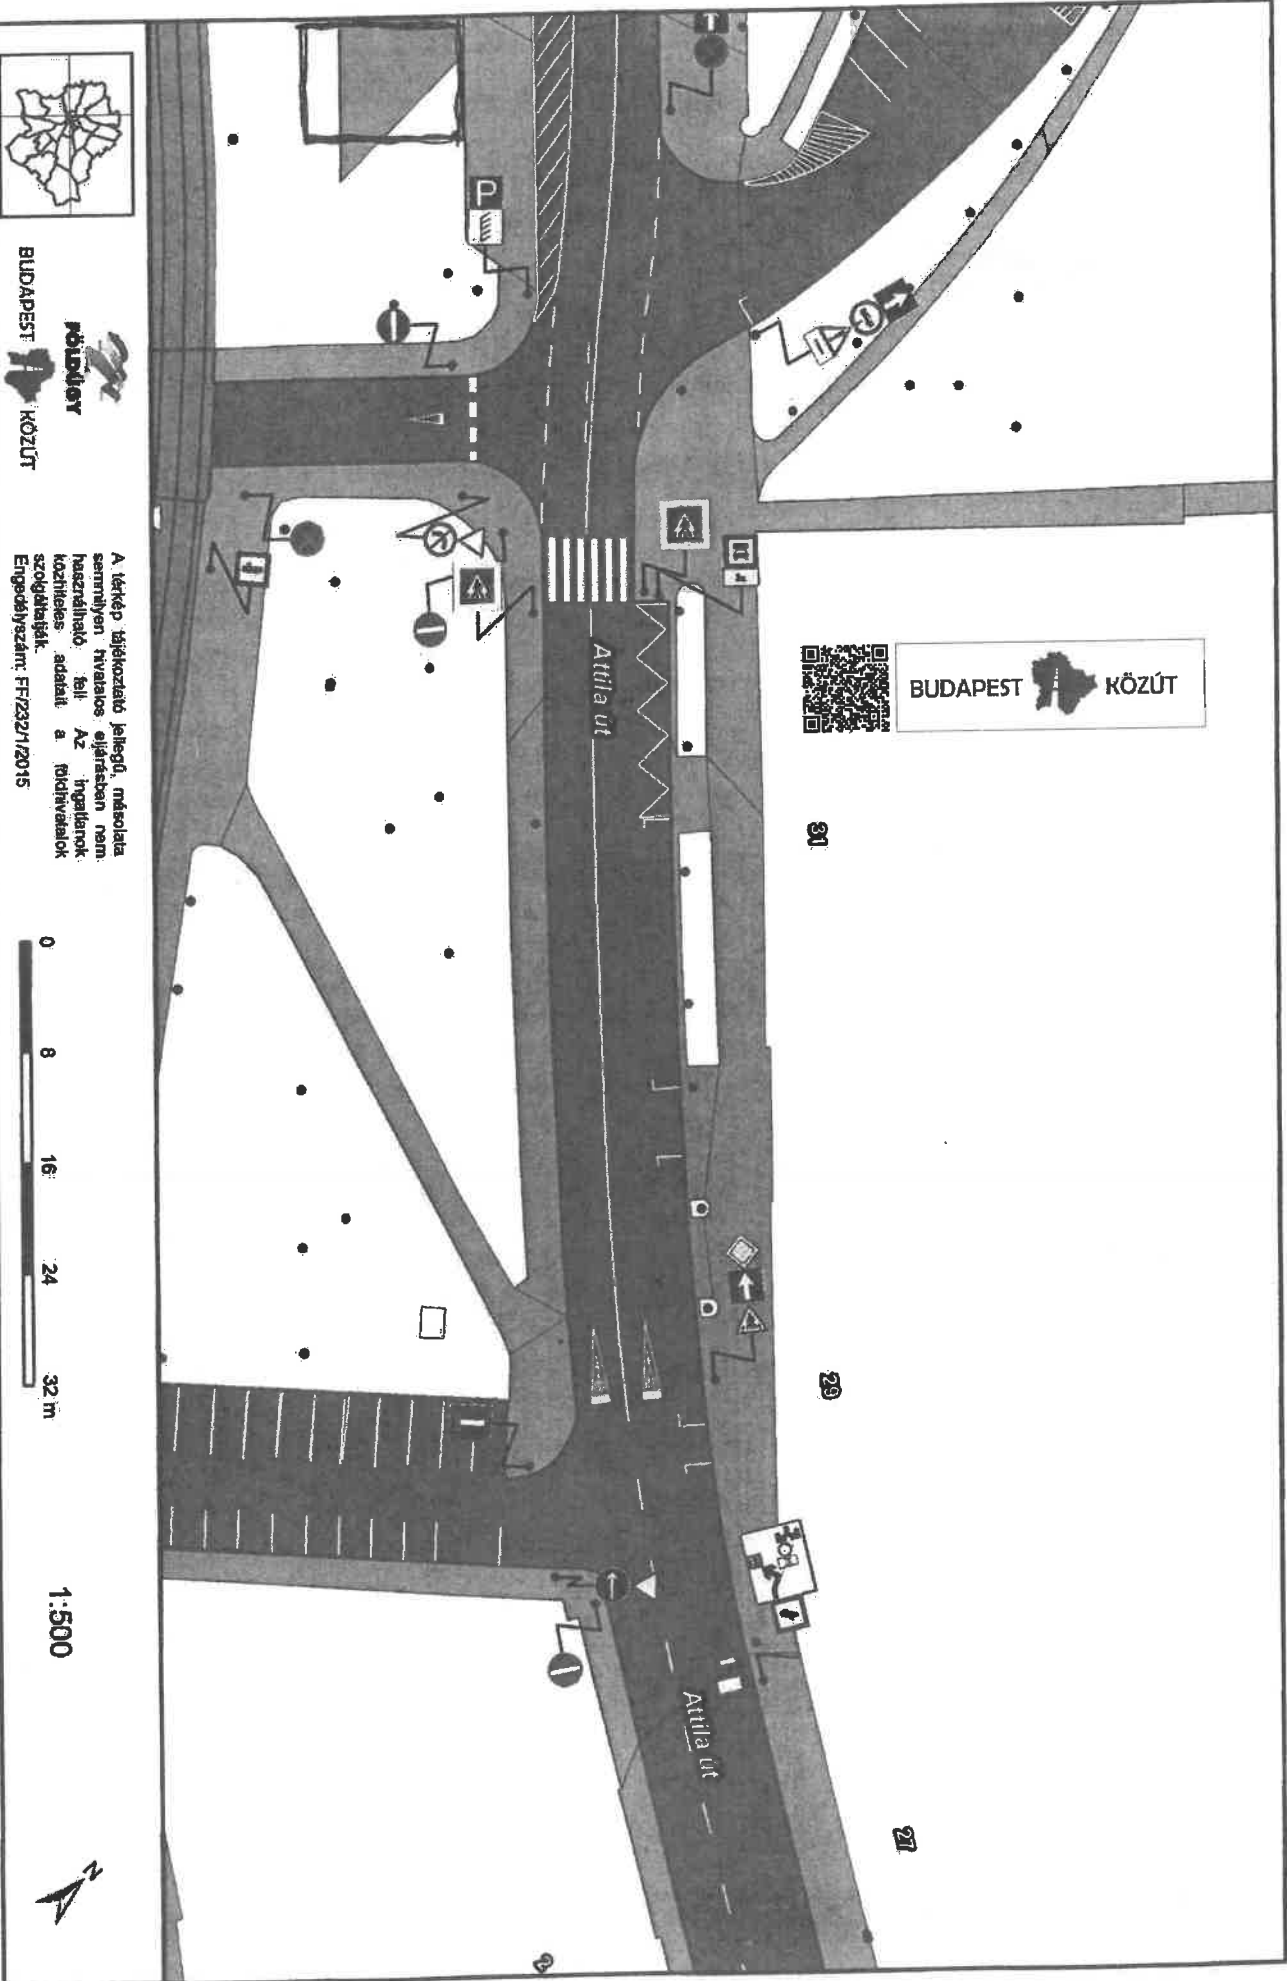 BUDAPEST KÖZÚT
31
29
27
2
Attila út
Attila út
P
T
FÖLDÜGY
BUDAPEST KÖZÚT
A térkép tájékoztató jellegű, másolata
semmilyen hivatalos eljárásban nem
használható fel! Az ingatlanok
közhiteles adatait a földhivatalok
szolgáltatják.
Engedélyszám: FF/232/1/2015
0 8 16 24 32 m
1:500
N